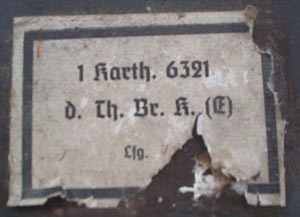 1 Karth. 6321
d. Th. Br. K. (E)
Lfg.